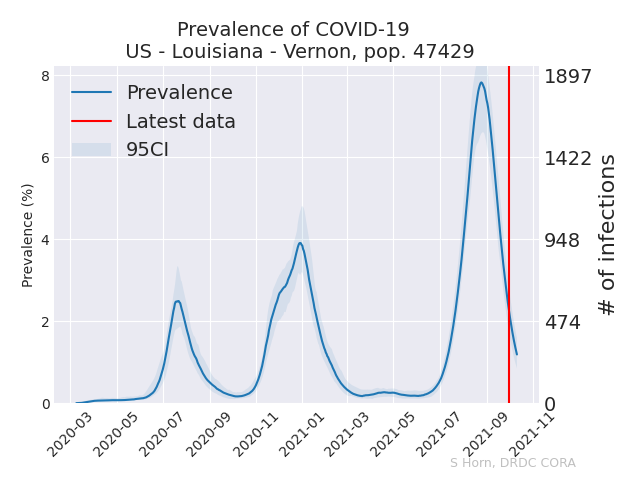 Prevalence of COVID-19
US - Louisiana - Vernon, pop. 47429
Prevalence
Latest data
95CI
Prevalence (%)
8
6
4
2
0
1897
1422
948
474
0
# of infections
2020-03
2020-05
2020-07
2020-09
2020-11
2021-01
2021-03
2021-05
2021-07
2021-09
2021-11
S Horn, DRDC CORA